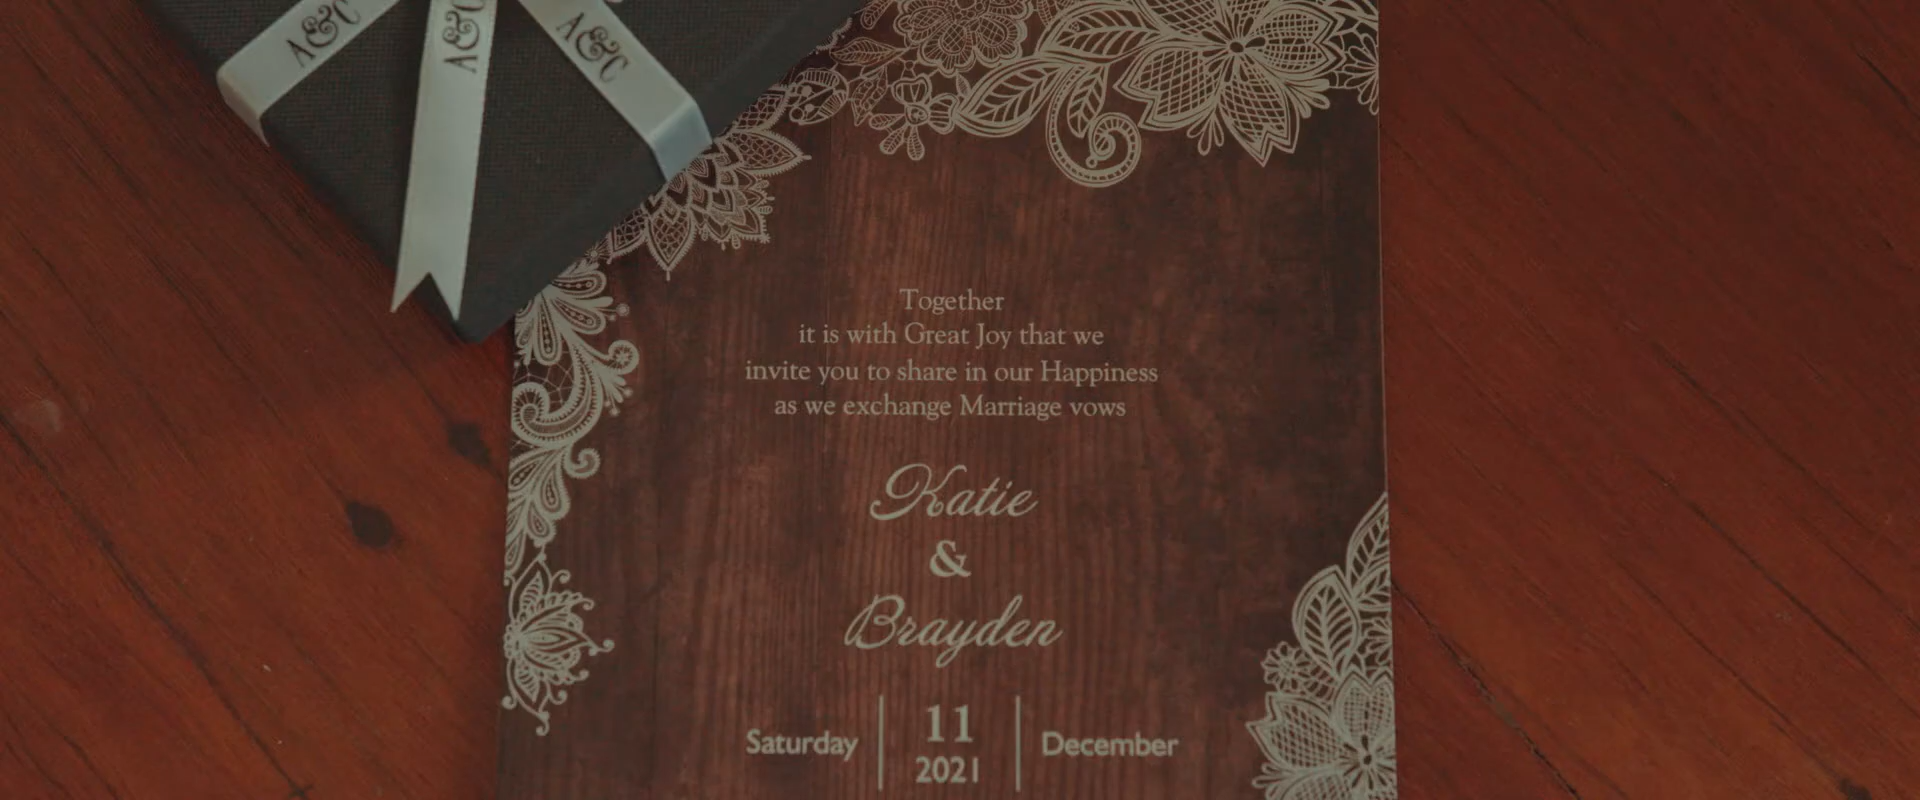 A&C
A&C
A&C
Together
it is with Great Joy that we
invite you to share in our Happiness
as we exchange Marriage vows
Katie
&
Brayden
Saturday
11
2021
December